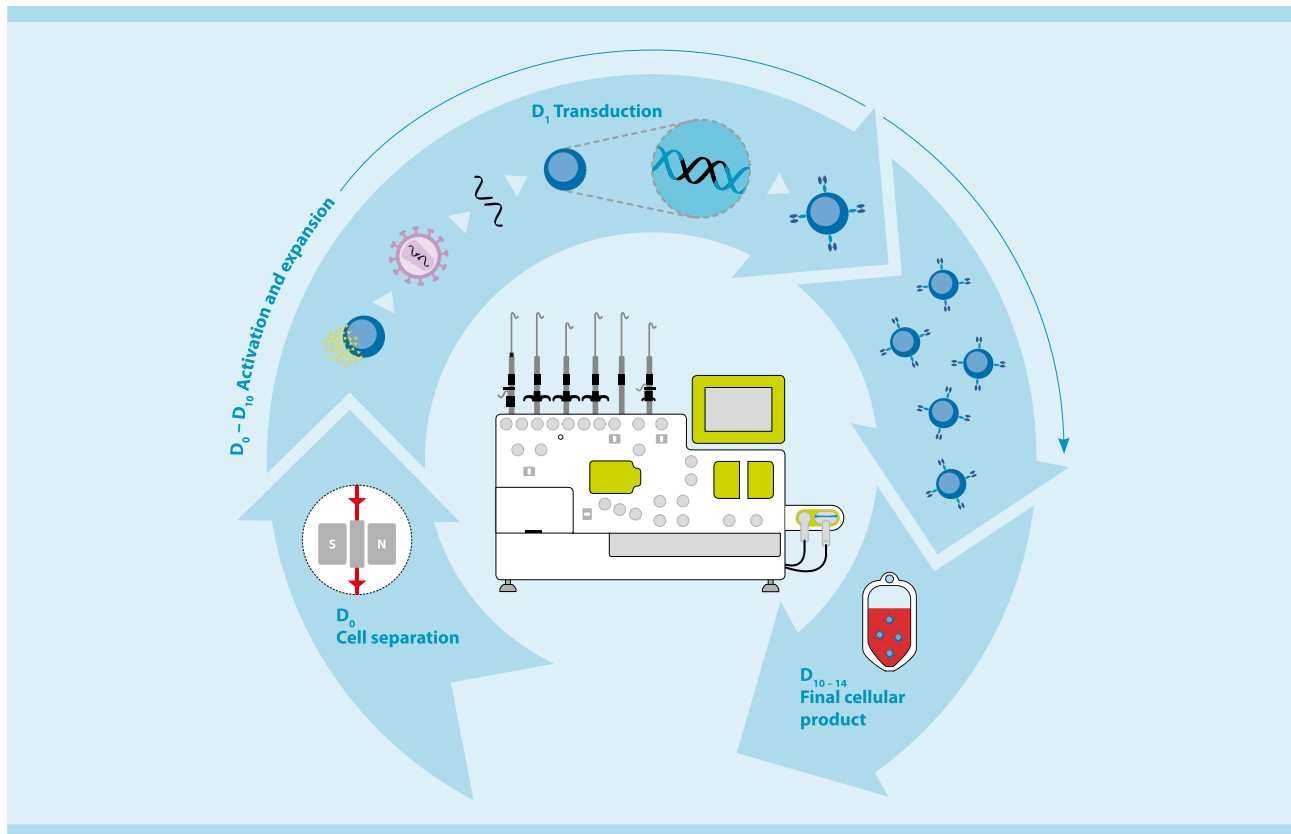 D₁ Transduction
D₀ – D₁₀ Activation and expansion
S N
D₀
Cell separation
D₁₀ – ₁₄
Final cellular
product